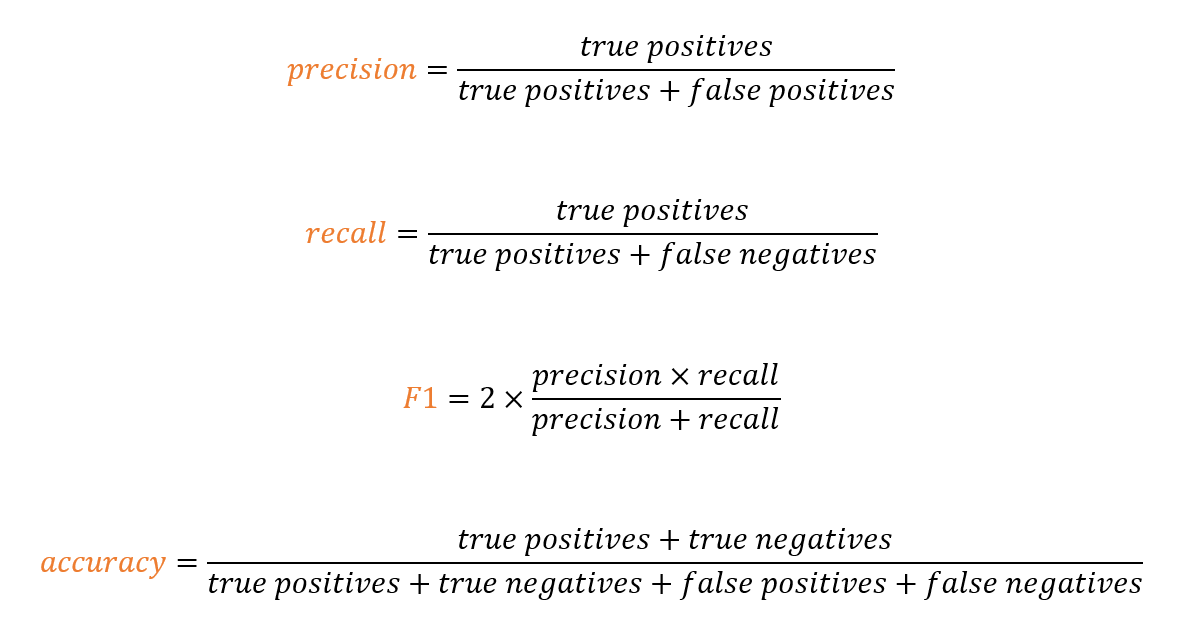 precision = true positives / true positives + false positives
recall = true positives / true positives + false negatives
F1 = 2 × precision × recall / precision + recall
accuracy = true positives + true negatives / true positives + true negatives + false positives + false negatives